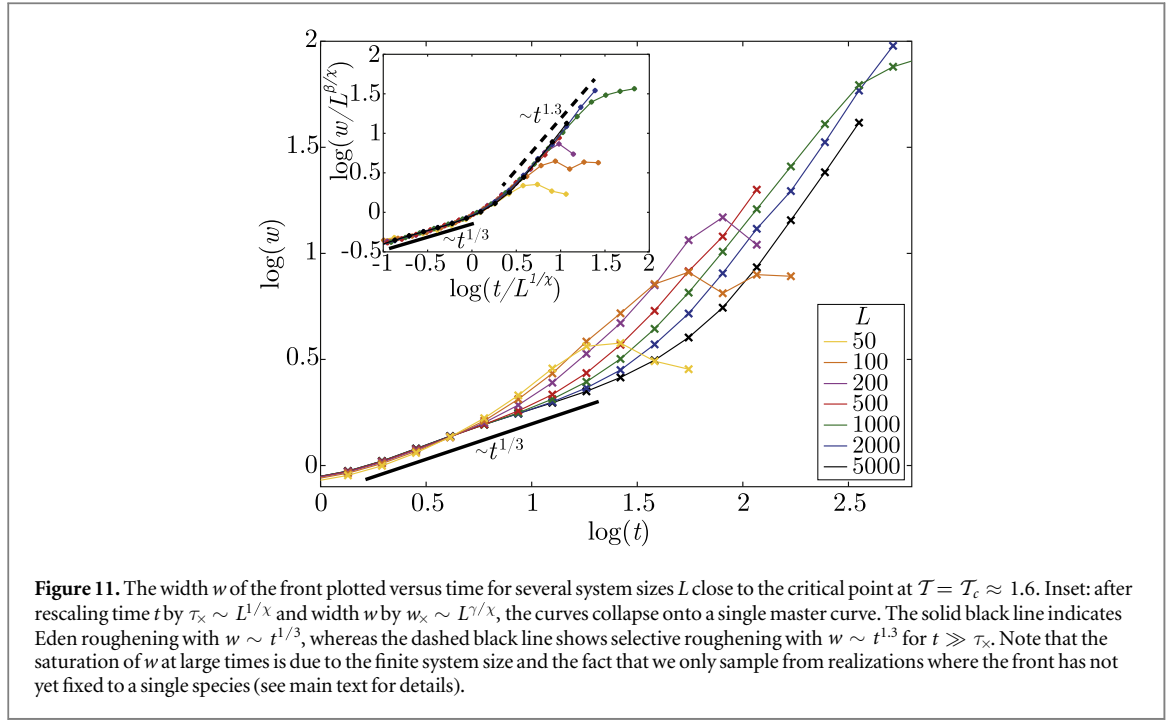 2
1.5
1
0.5
0
log(w)
0
0.5
1
1.5
2
2.5
log(t)
~t^{1/3}
2
1.5
1
0.5
0
-0.5
log(w/L^{β/χ})
-1
-0.5
0
0.5
1
1.5
2
log(t/L^{1/χ})
~t^{1.3}
~t^{1/3}
L
50
100
200
500
1000
2000
5000
Figure 11. The width w of the front plotted versus time for several system sizes L close to the critical point at 𝒯 = 𝒯_c ≈ 1.6. Inset: after
rescaling time t by τ_× ∼ L^{1/χ} and width w by w_× ∼ L^{γ/χ}, the curves collapse onto a single master curve. The solid black line indicates
Eden roughening with w ∼ t^{1/3}, whereas the dashed black line shows selective roughening with w ∼ t^{1.3} for t ≫ τ_×. Note that the
saturation of w at large times is due to the finite system size and the fact that we only sample from realizations where the front has not
yet fixed to a single species (see main text for details).